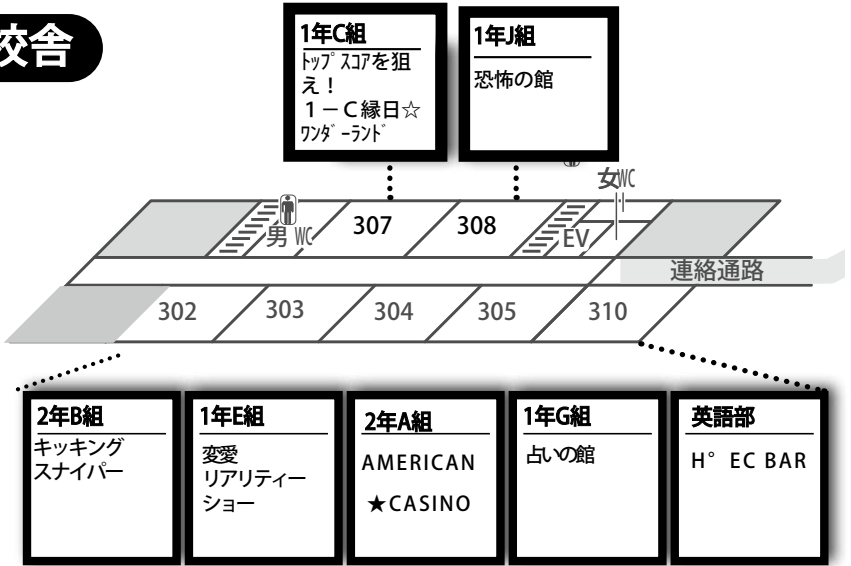 校舎
1年C組
トップスコアを狙
え！
１－Ｃ縁日☆
ワンダーランド
1年J組
恐怖の館
女WC
男 WC
307
308
EV
連絡通路
302
303
304
305
310
2年B組
キッキング
スナイパー
1年E組
変愛
リアリティー
ショー
2年A組
AMERICAN
★CASINO
1年G組
占いの館
英語部
H° EC BAR